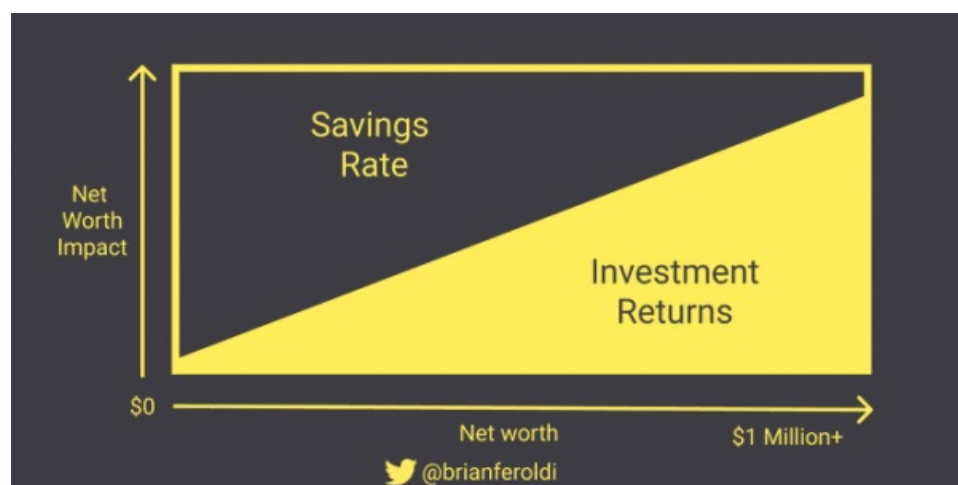 Savings
Rate
Net
Worth
Impact
Investment
Returns
$0
Net worth
$1 Million+
@brianferoldi